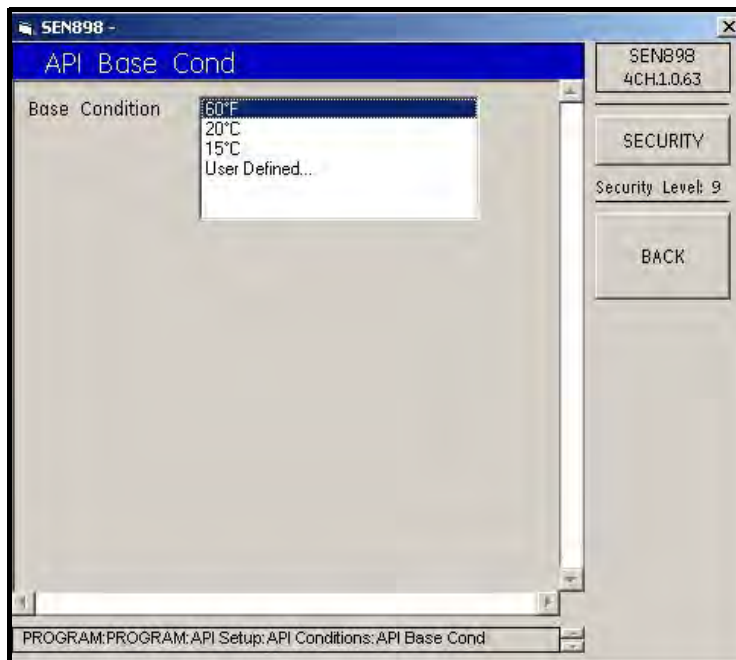 SEN898 -
API Base Cond
Base Condition
60°F
20°C
15°C
User Defined...
SEN898
4CH.1.0.63
SECURITY
Security Level: 9
BACK
PROGRAM:PROGRAM:API Setup:API Conditions:API Base Cond